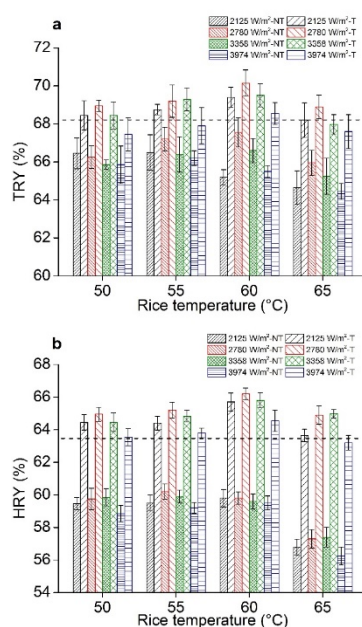 a
2125 W/m²-NT 2125 W/m²-T
2780 W/m²-NT 2780 W/m²-T
3358 W/m²-NT 3358 W/m²-T
3974 W/m²-NT 3974 W/m²-T
TRY (%)
72
70
68
66
64
62
60
50 55 60 65
Rice temperature (°C)
b
2125 W/m²-NT 2125 W/m²-T
2780 W/m²-NT 2780 W/m²-T
3358 W/m²-NT 3358 W/m²-T
3974 W/m²-NT 3974 W/m²-T
HRY (%)
68
66
64
62
60
58
56
54
50 55 60 65
Rice temperature (°C)